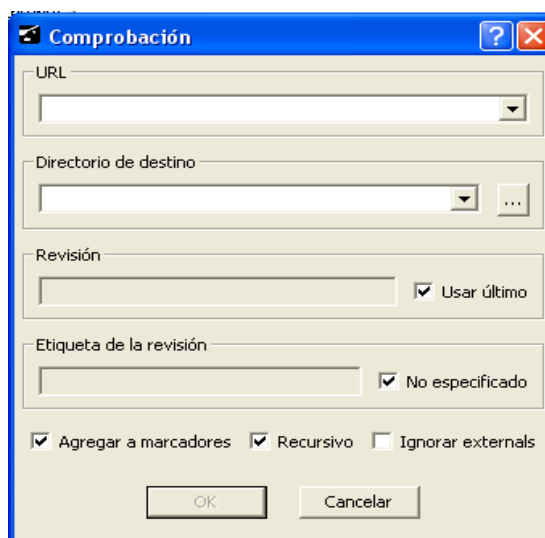 Comprobación
URL
Directorio de destino
...
Revisión
Usar último
Etiqueta de la revisión
No especificado
Agregar a marcadores Recursivo Ignorar externals
OK Cancelar